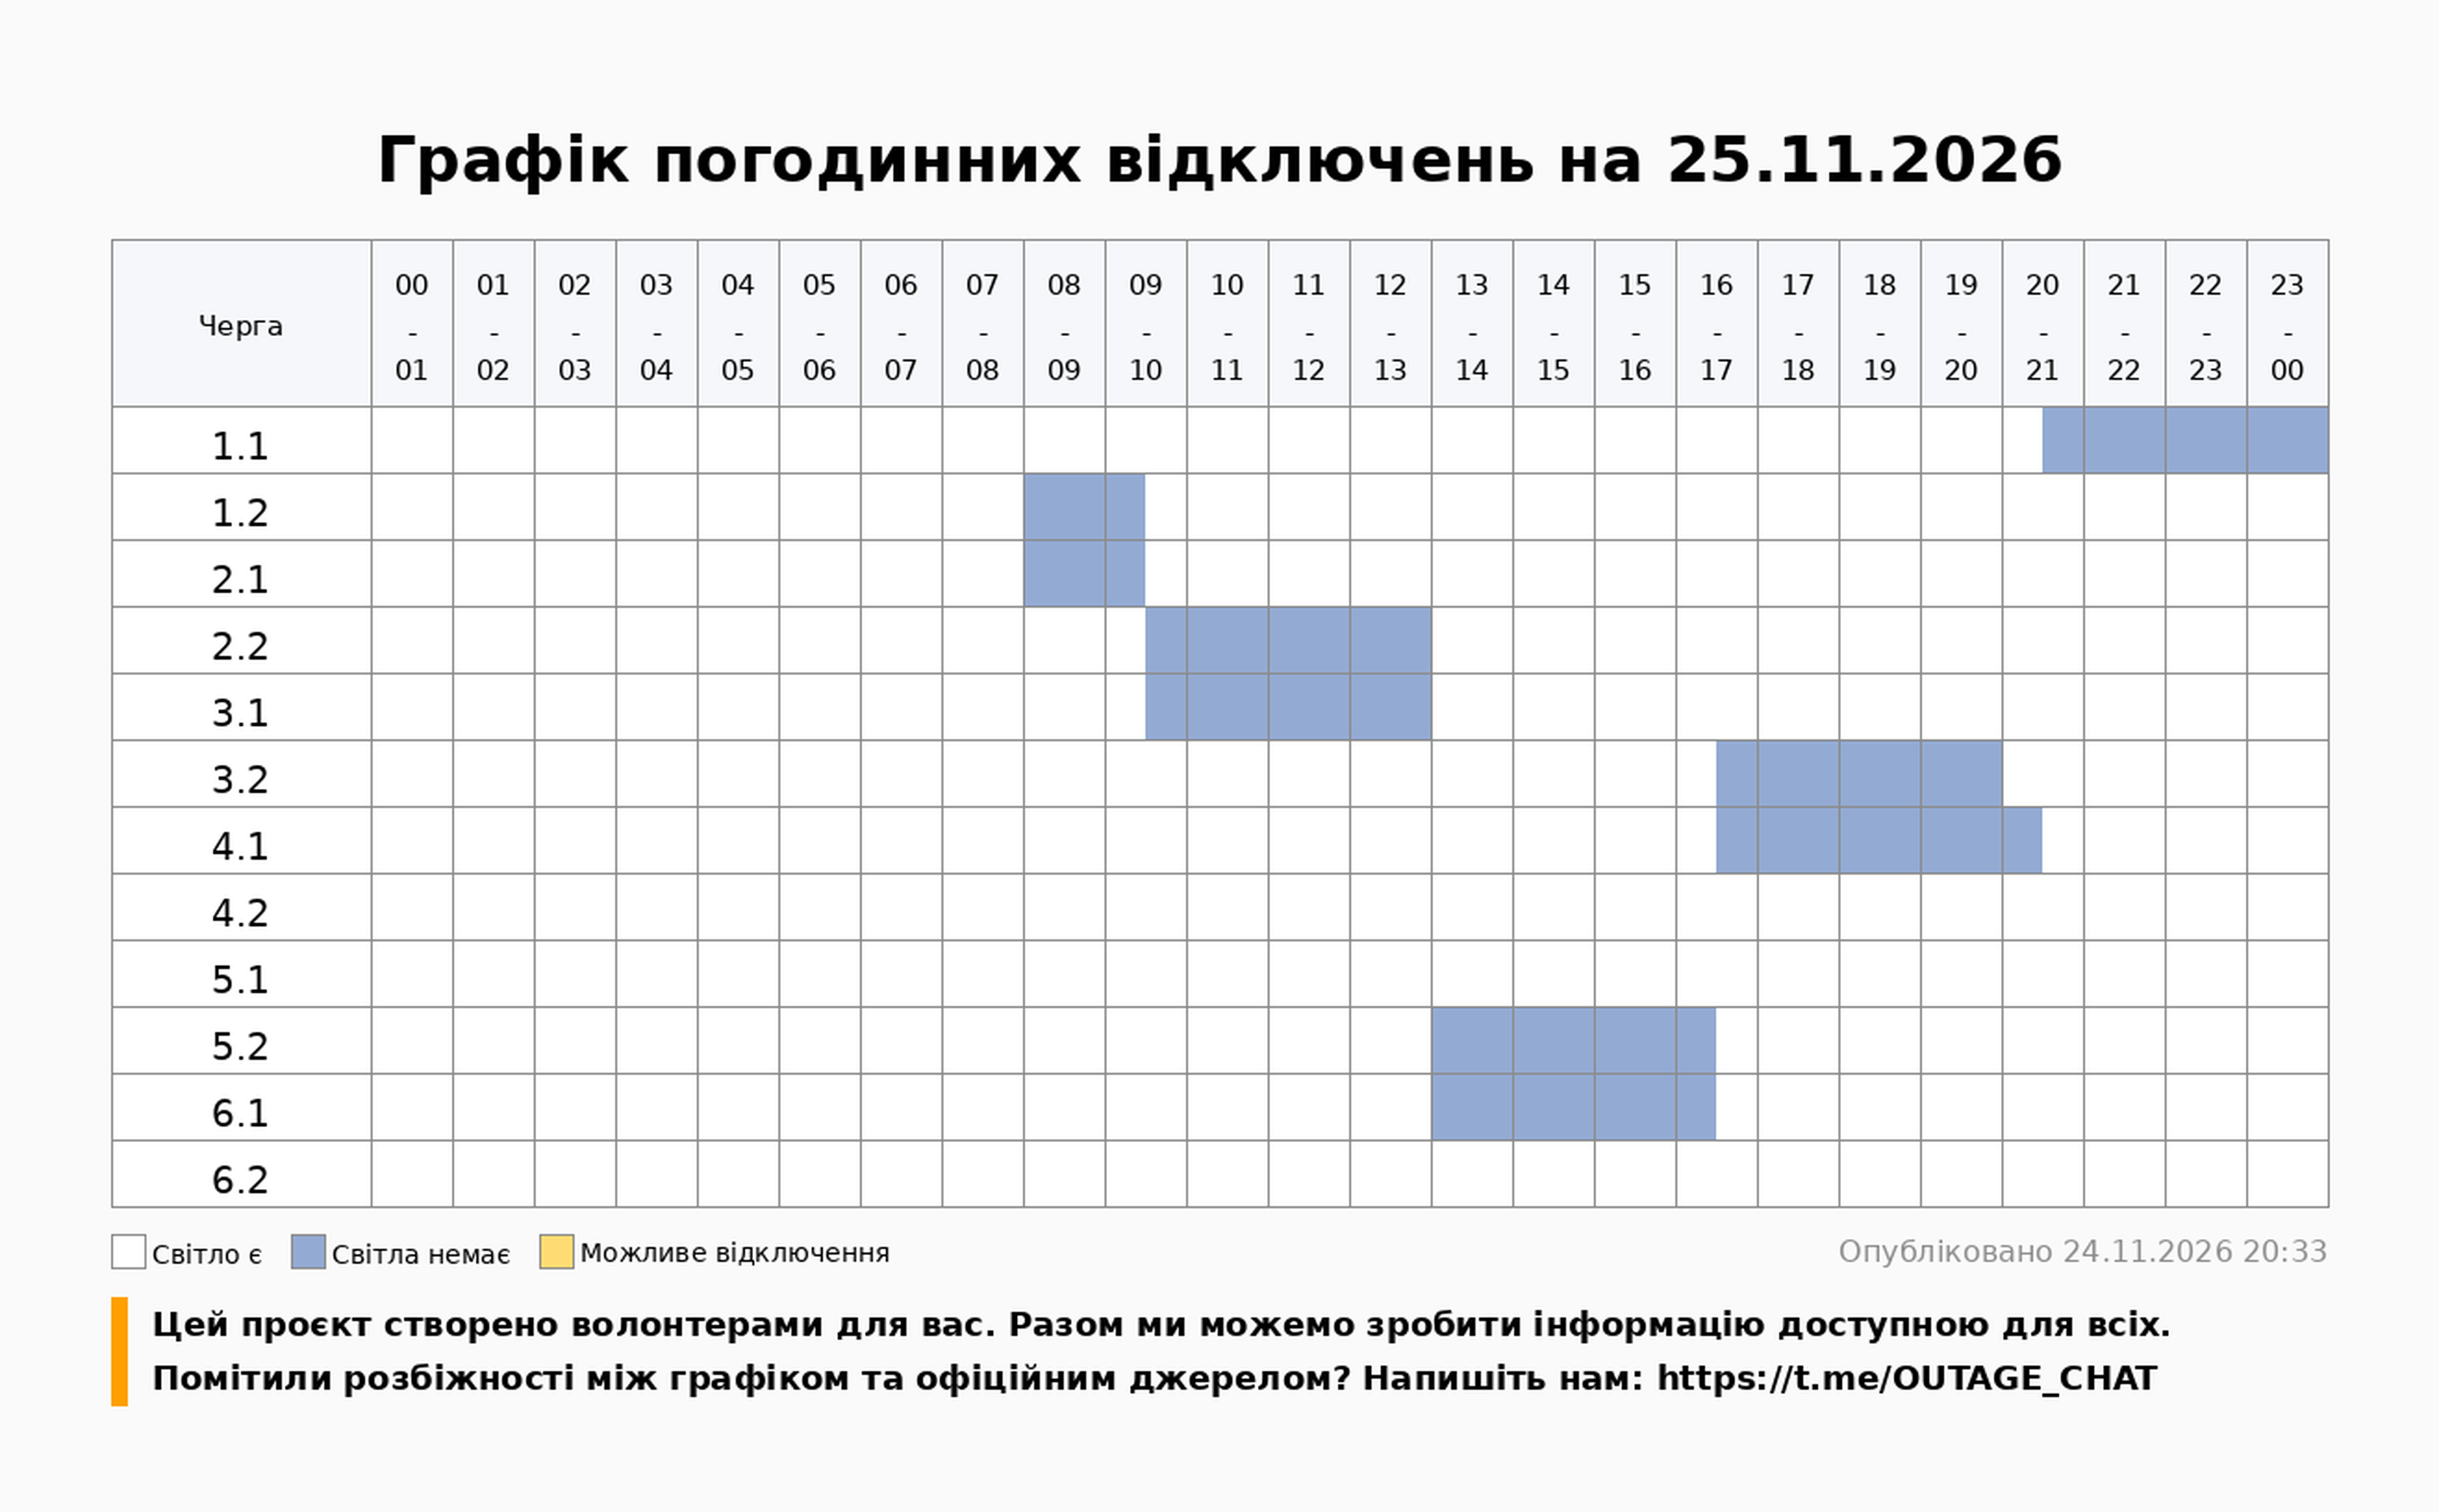 Графік погодинних відключень на 25.11.2026
Черга
00 - 01
01 - 02
02 - 03
03 - 04
04 - 05
05 - 06
06 - 07
07 - 08
08 - 09
09 - 10
10 - 11
11 - 12
12 - 13
13 - 14
14 - 15
15 - 16
16 - 17
17 - 18
18 - 19
19 - 20
20 - 21
21 - 22
22 - 23
23 - 00
1.1
1.2
2.1
2.2
3.1
3.2
4.1
4.2
5.1
5.2
6.1
6.2
Світло є
Світла немає
Можливе відключення
Опубліковано 24.11.2026 20:33
Цей проєкт створено волонтерами для вас. Разом ми можемо зробити інформацію доступною для всіх.
Помітили розбіжності між графіком та офіційним джерелом? Напишіть нам: https://t.me/OUTAGE_CHAT